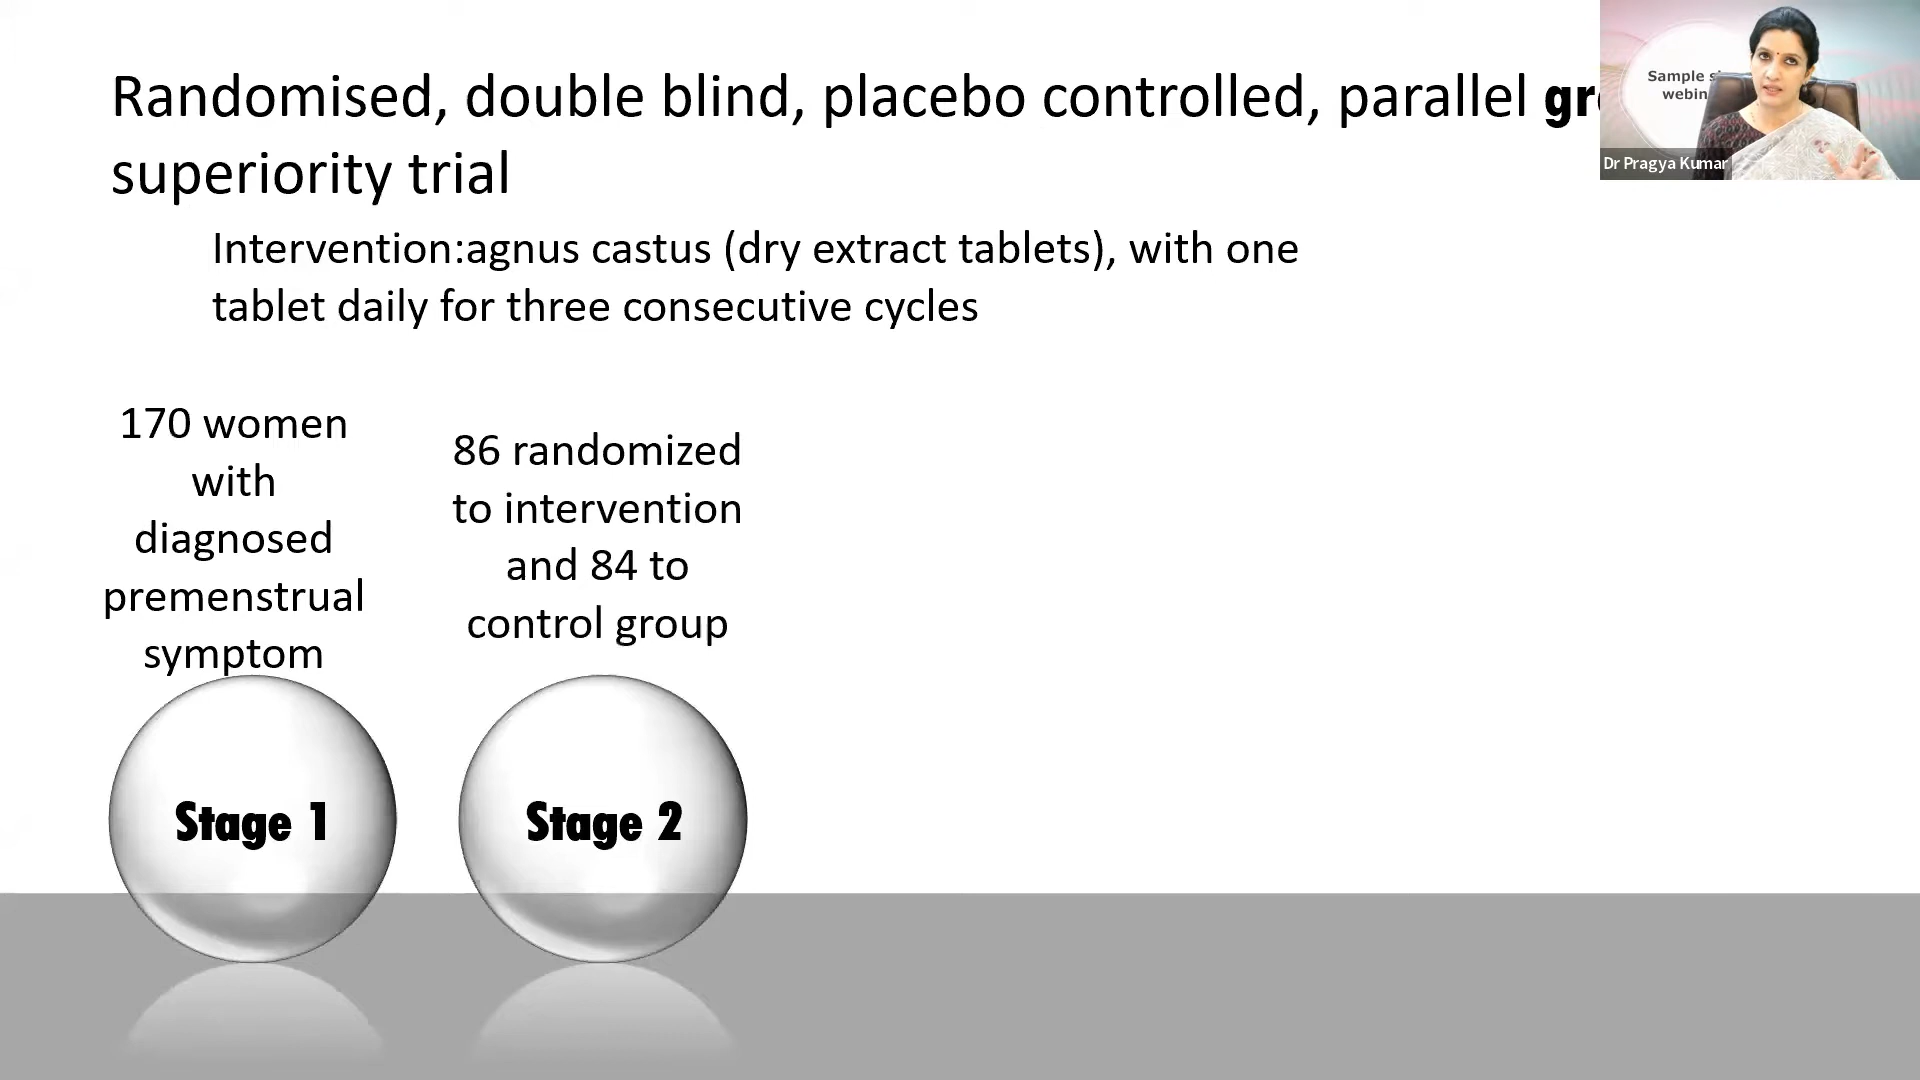 Randomised, double blind, placebo controlled, parallel
superiority trial
Intervention:agnus castus (dry extract tablets), with one
tablet daily for three consecutive cycles
170 women
with
diagnosed
premenstrual
symptom
86 randomized
to intervention
and 84 to
control group
Stage 1
Stage 2
Sample
Dr Pragya Kumar